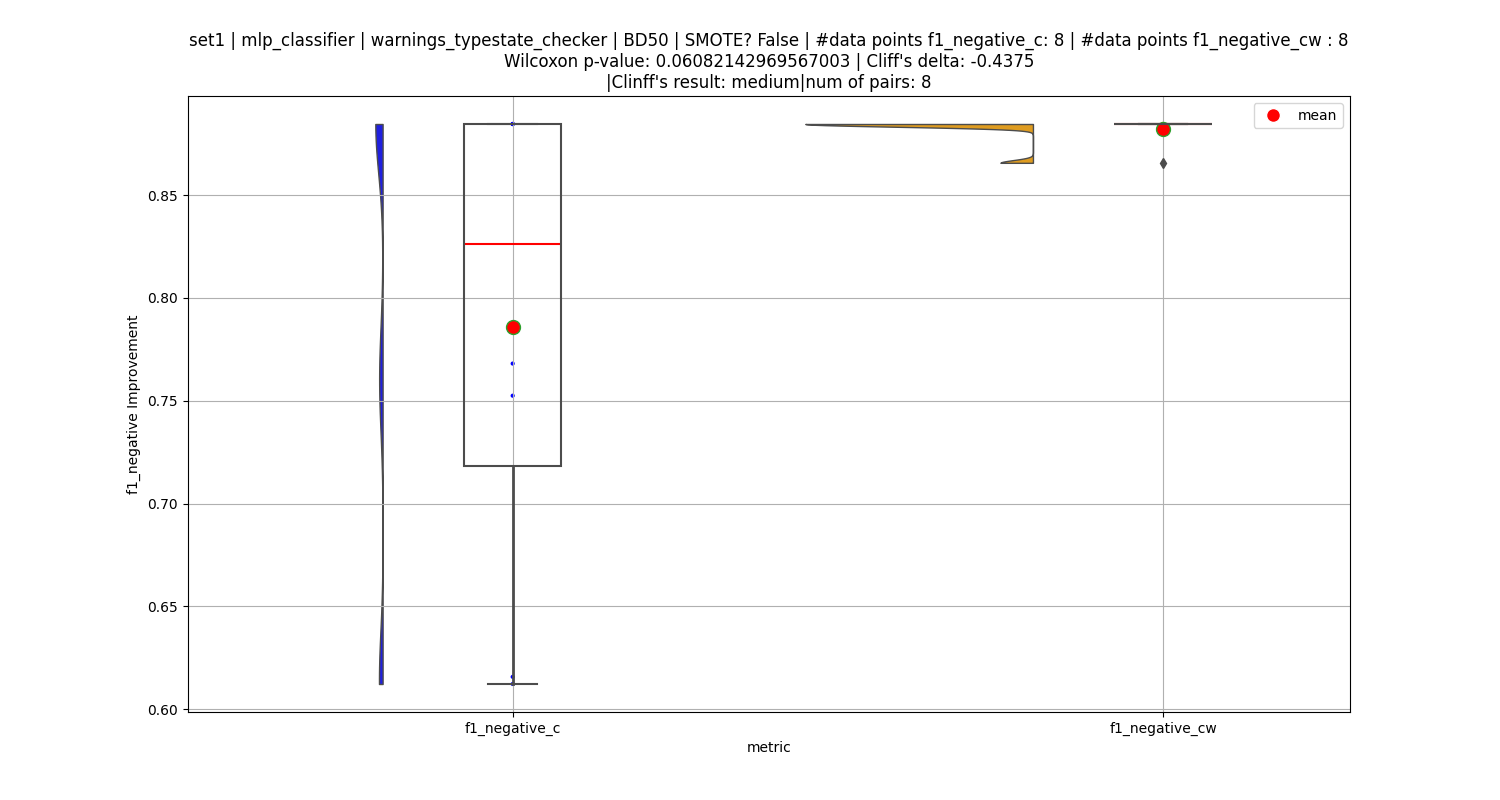 set1 | mlp_classifier | warnings_typestate_checker | BD50 | SMOTE? False | #data points f1_negative_c: 8 | #data points f1_negative_cw : 8
Wilcoxon p-value: 0.06082142969567003 | Cliff's delta: -0.4375
|Clinff's result: medium|num of pairs: 8
mean
0.85
0.80
0.75
0.70
0.65
0.60
f1_negative Improvement
f1_negative_c
f1_negative_cw
metric